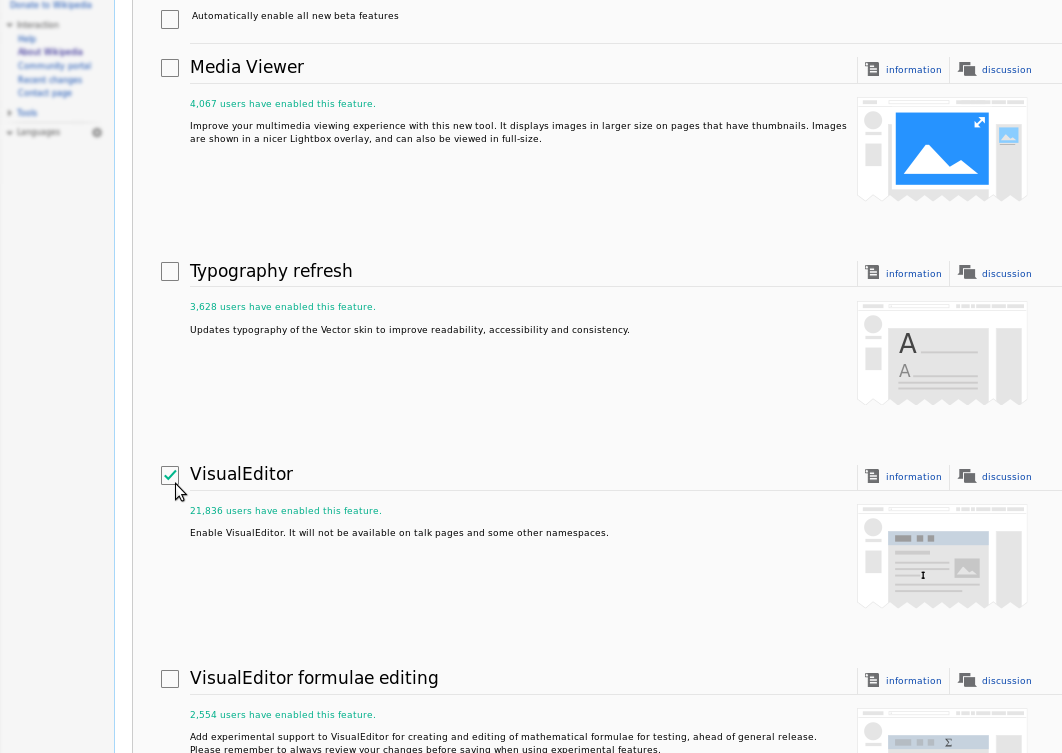 Donate to Wikipedia
Interaction
Help
About Wikipedia
Community portal
Recent changes
Contact page
Tools
Languages
Automatically enable all new beta features
Media Viewer
information
discussion
4,067 users have enabled this feature.
Improve your multimedia viewing experience with this new tool. It displays images in larger size on pages that have thumbnails. Images
are shown in a nicer Lightbox overlay, and can also be viewed in full-size.
Typography refresh
information
discussion
3,628 users have enabled this feature.
Updates typography of the Vector skin to improve readability, accessibility and consistency.
A
A
VisualEditor
information
discussion
21,836 users have enabled this feature.
Enable VisualEditor. It will not be available on talk pages and some other namespaces.
VisualEditor formulae editing
information
discussion
2,554 users have enabled this feature.
Add experimental support to VisualEditor for creating and editing of mathematical formulae for testing, ahead of general release.
Please remember to always review your changes before saving when using experimental features.
Σ